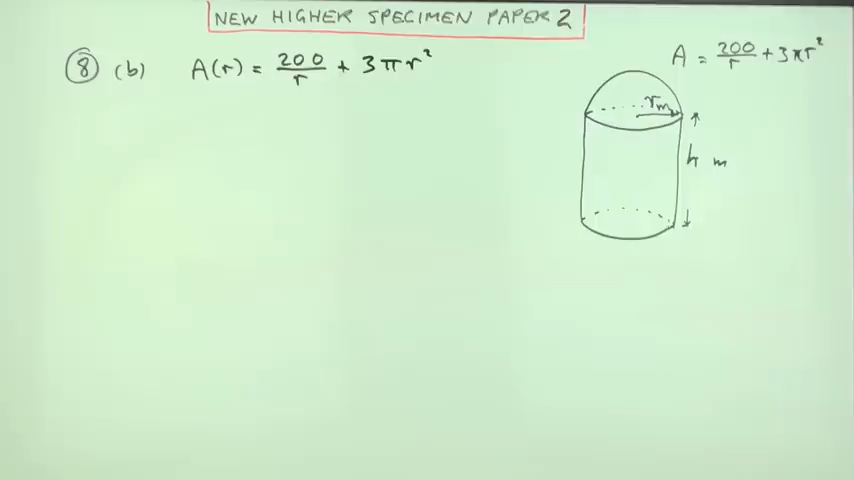 NEW HIGHER SPECIMEN PAPER 2
⑧ (b) A(r) = 200/r + 3πr²
A = 200/r + 3πr²
r m
h m